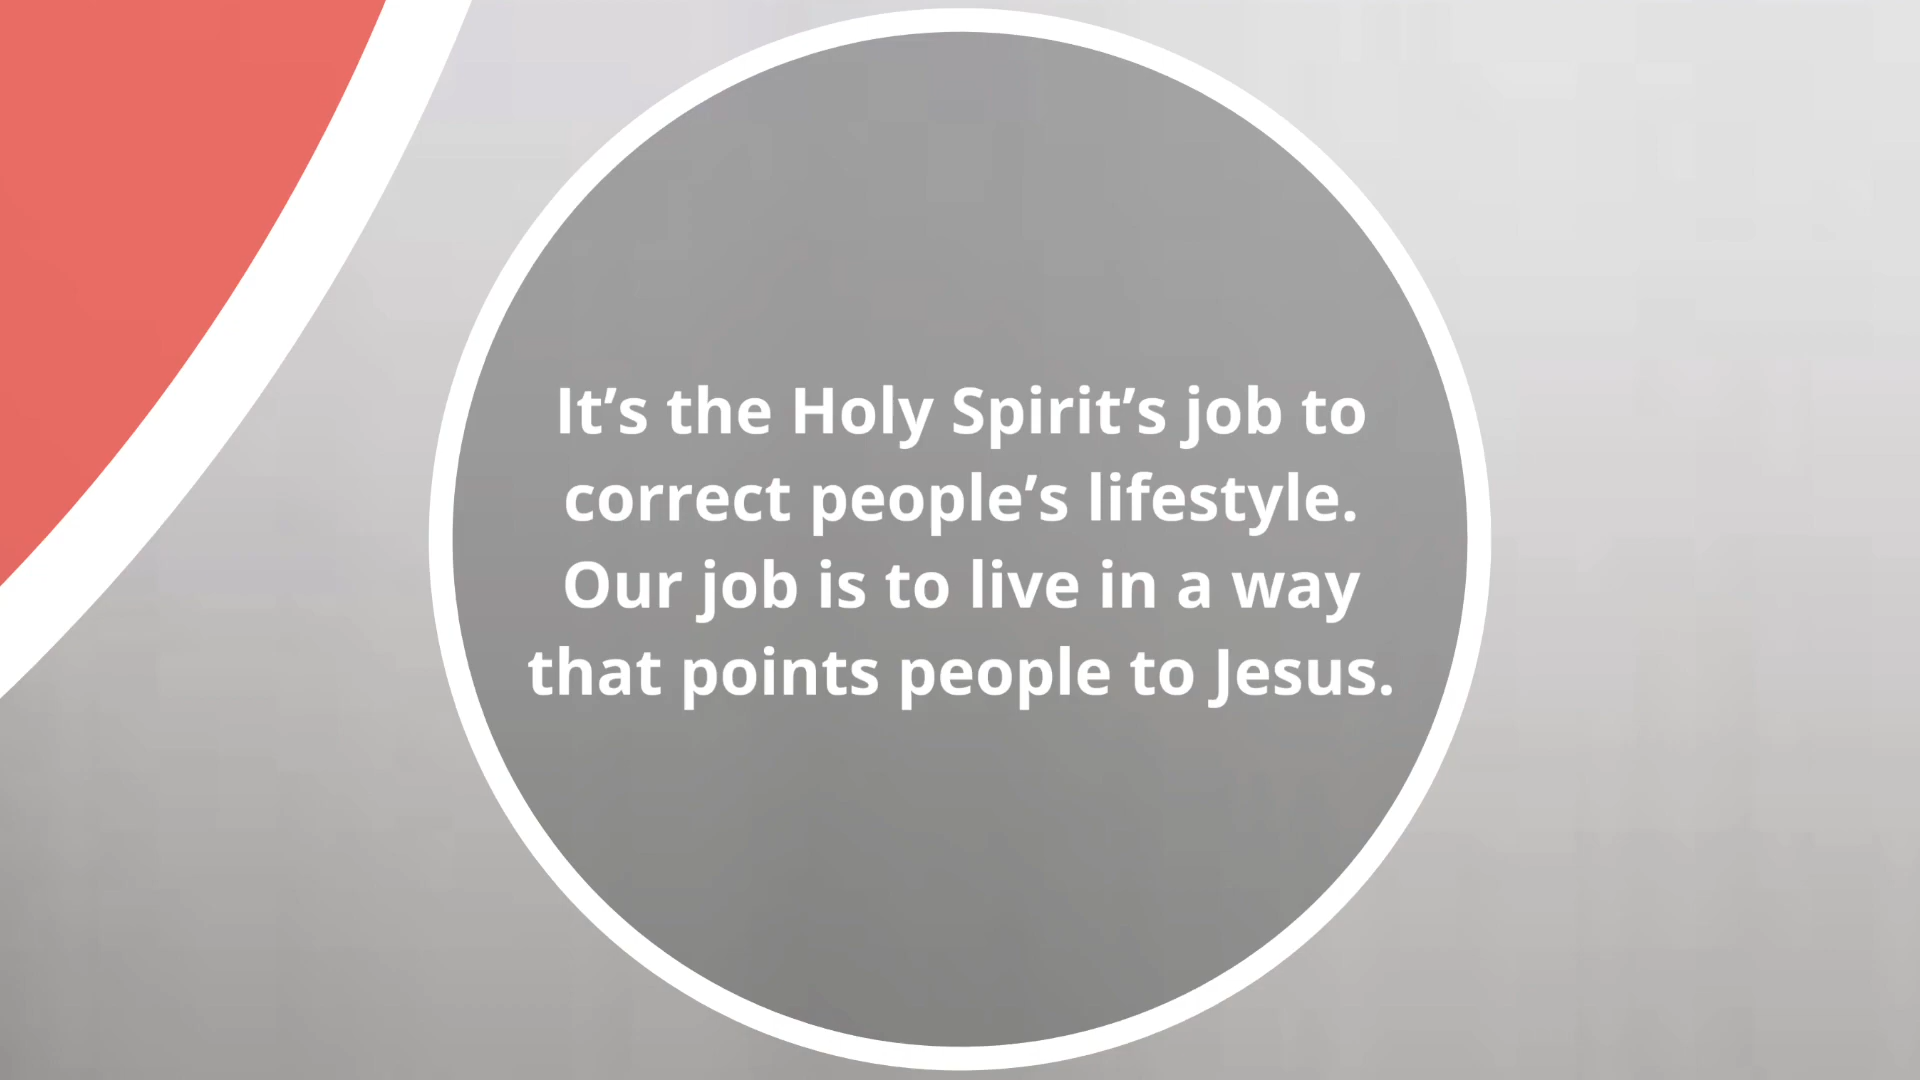 It’s the Holy Spirit’s job to
correct people’s lifestyle.
Our job is to live in a way
that points people to Jesus.